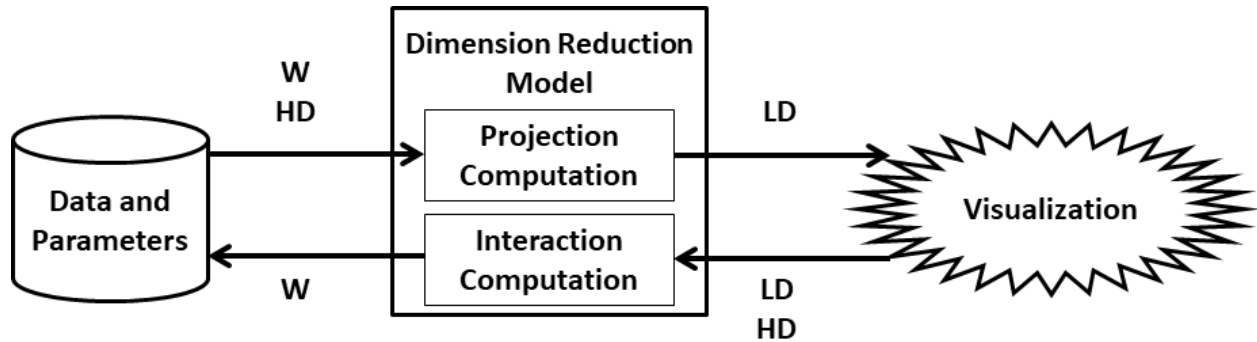 Dimension Reduction
Model
W
HD
LD
Projection
Computation
Data and
Parameters
Visualization
Interaction
Computation
W
LD
HD